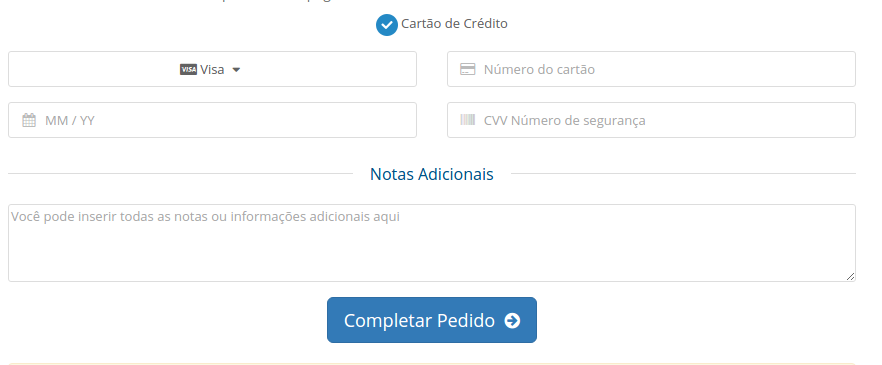 Cartão de Crédito
VISA Visa
Número do cartão
MM / YY
CVV Número de segurança
Notas Adicionais
Você pode inserir todas as notas ou informações adicionais aqui
Completar Pedido